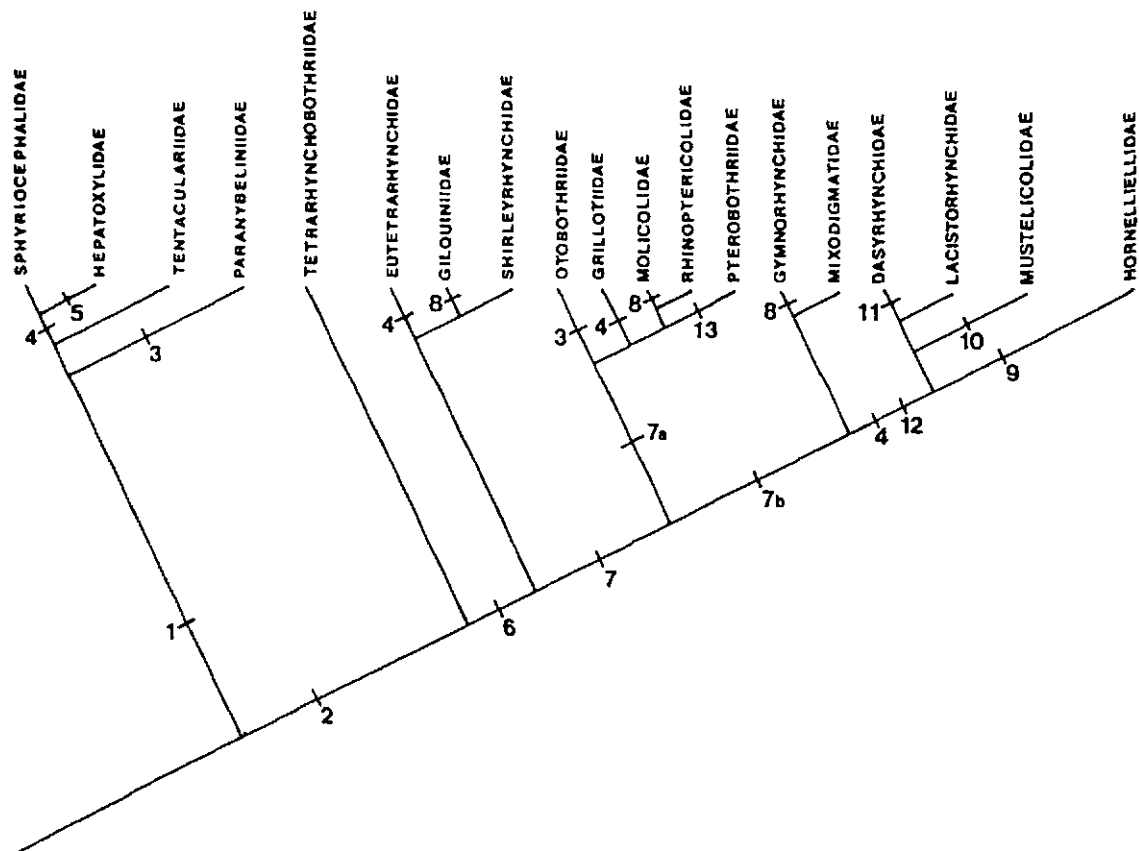 SPHYRIOCEPHALIDAE
HEPATOXYLIDAE
TENTACULARIIDAE
PARANYBELINIIDAE
TETRARHYNCHOBOTHRIIDAE
EUTETRARHYNCHIDAE
GILQUINIIDAE
SHIRLEYRHYNCHIDAE
OTOBOTHRIIDAE
GRILLOTIIDAE
MOLICOLIDAE
RHINOPTERICOLIDAE
PTEROBOTHRIIDAE
GYMNORHYNCHIDAE
MIXODIGMATIDAE
DASYRHYNCHIDAE
LACISTORHYNCHIDAE
MUSTELICOLIDAE
HORNELLIELLIDAE
5
4
3
4
8
3
4
8
13
8
11
10
9
7a
4
12
7b
7
6
1
2